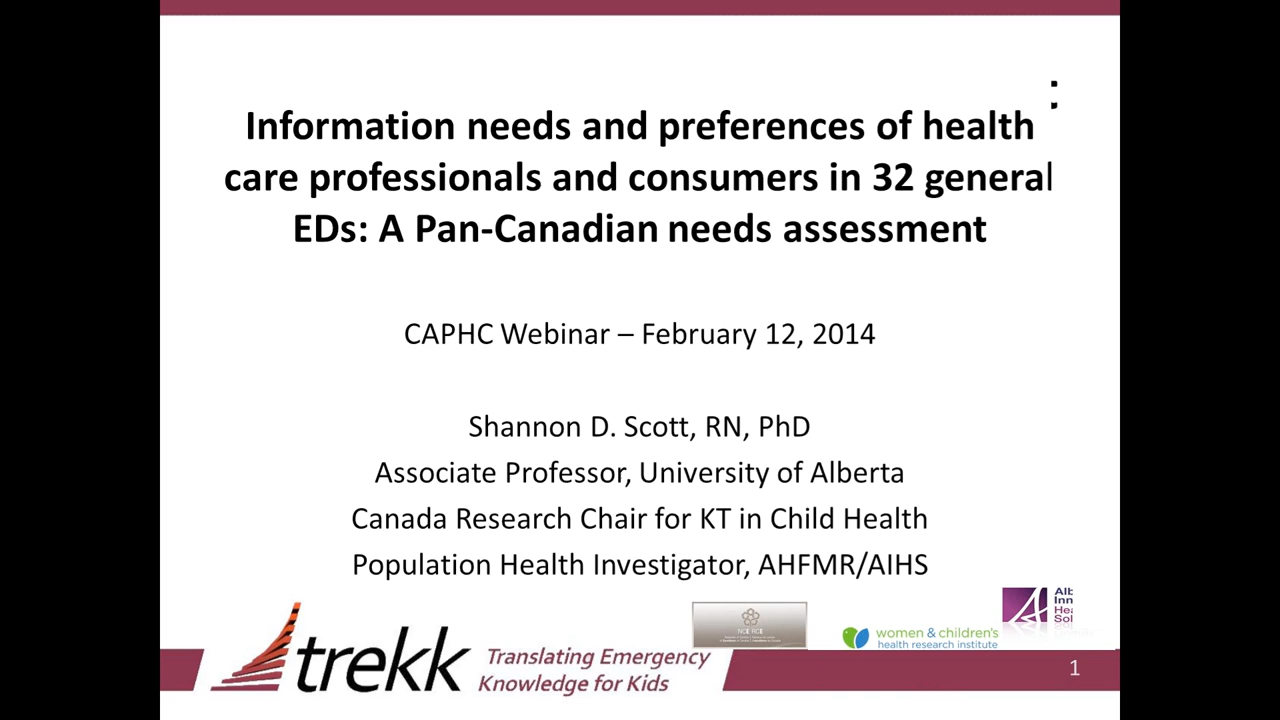 :
Information needs and preferences of health
care professionals and consumers in 32 general
EDs: A Pan-Canadian needs assessment
CAPHC Webinar – February 12, 2014
Shannon D. Scott, RN, PhD
Associate Professor, University of Alberta
Canada Research Chair for KT in Child Health
Population Health Investigator, AHFMR/AIHS
trekk
Translating Emergency
Knowledge for Kids
women & children's
health research institute
Inn
Sol
1